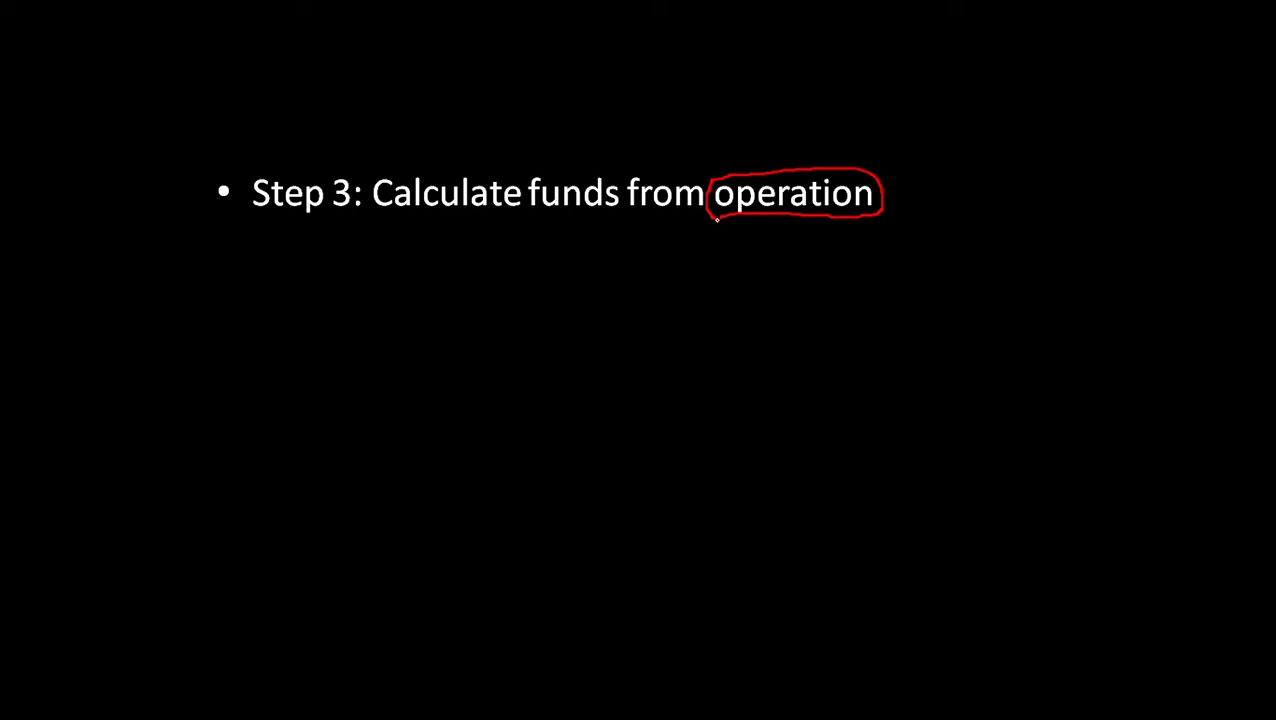 • Step 3: Calculate funds from operation